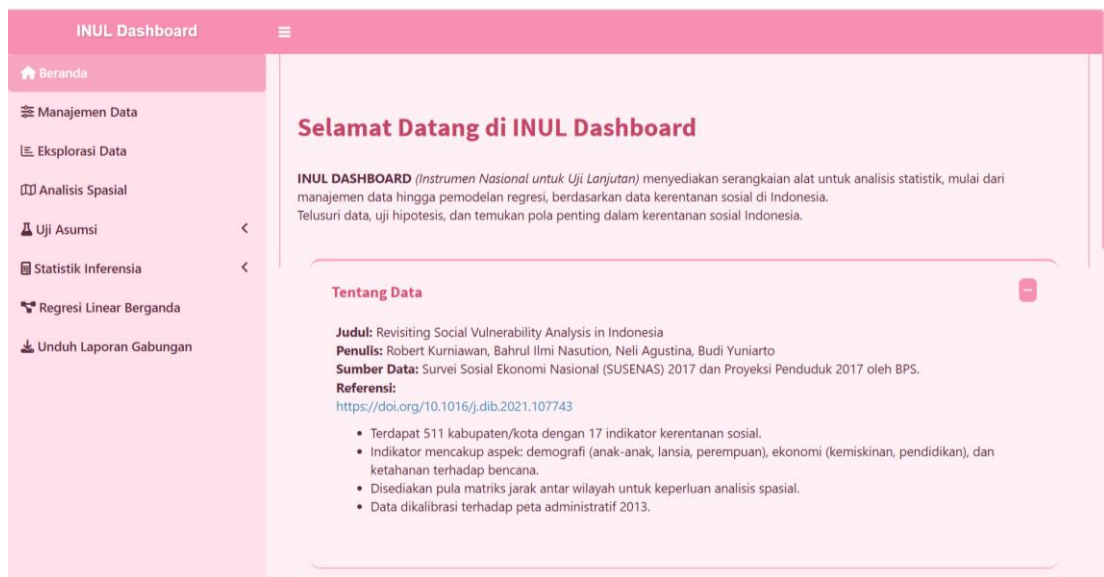 INUL Dashboard
Beranda
Manajemen Data
Eksplorasi Data
Analisis Spasial
Uji Asumsi
Statistik Inferensia
Regresi Linear Berganda
Unduh Laporan Gabungan
Selamat Datang di INUL Dashboard
INUL DASHBOARD (Instrumen Nasional untuk Uji Lanjutan) menyediakan serangkaian alat untuk analisis statistik, mulai dari
manajemen data hingga pemodelan regresi, berdasarkan data kerentanan sosial di Indonesia.
Telusuri data, uji hipotesis, dan temukan pola penting dalam kerentanan sosial Indonesia.
Tentang Data
Judul: Revisiting Social Vulnerability Analysis in Indonesia
Penulis: Robert Kurniawan, Bahrul Ilmi Nasution, Neli Agustina, Budi Yuniarto
Sumber Data: Survei Sosial Ekonomi Nasional (SUSENAS) 2017 dan Proyeksi Penduduk 2017 oleh BPS.
Referensi:
https://doi.org/10.1016/j.dib.2021.107743
• Terdapat 511 kabupaten/kota dengan 17 indikator kerentanan sosial.
• Indikator mencakup aspek: demografi (anak-anak, lansia, perempuan), ekonomi (kemiskinan, pendidikan), dan
ketahanan terhadap bencana.
• Disediakan pula matriks jarak antar wilayah untuk keperluan analisis spasial.
• Data dikalibrasi terhadap peta administratif 2013.